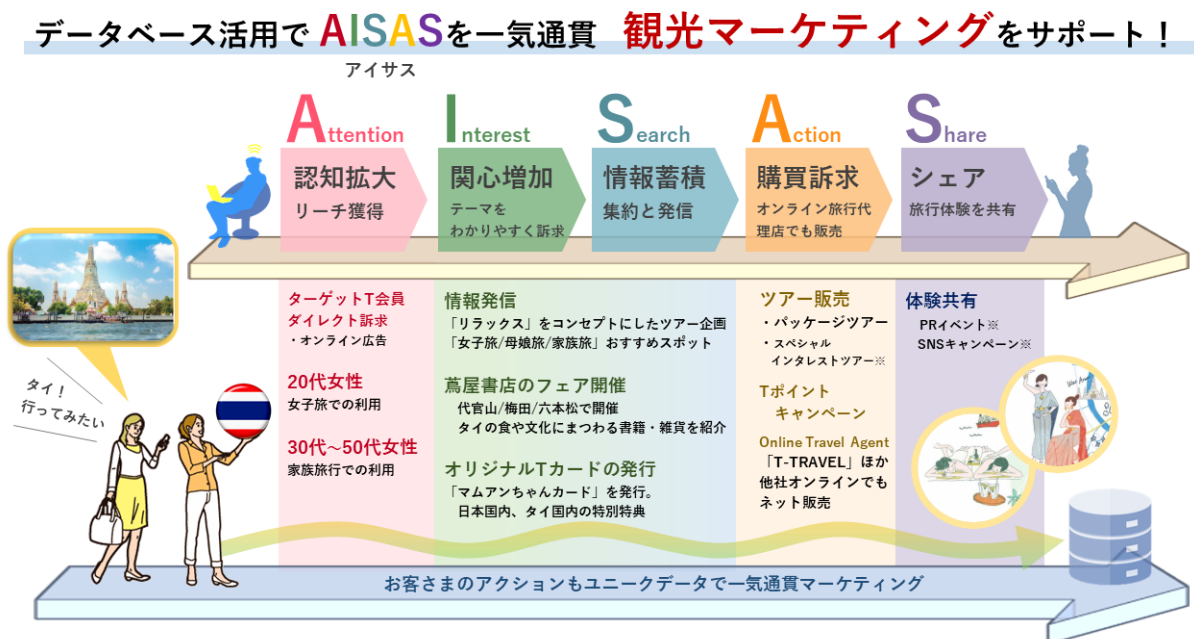 データベース活用で AISASを一気通貫 観光マーケティングをサポート！
アイサス
Attention
認知拡大
リーチ獲得
Interest
関心増加
テーマを
わかりやすく訴求
Search
情報蓄積
集約と発信
Action
購買訴求
オンライン旅行代
理店でも販売
Share
シェア
旅行体験を共有
タイ！
行ってみたい
ターゲットT会員
ダイレクト訴求
・オンライン広告
20代女性
女子旅での利用
30代～50代女性
家族旅行での利用
情報発信
「リラックス」をコンセプトにしたツアー企画
「女子旅/母娘旅/家族旅」おすすめスポット
蔦屋書店のフェア開催
代官山/梅田/六本松で開催
タイの食や文化にまつわる書籍・雑貨を紹介
オリジナルTカードの発行
「マムアンちゃんカード」を発行。
日本国内、タイ国内の特別特典
ツアー販売
・パッケージツアー
・スペシャル
インタレストツアー※
Tポイント
キャンペーン
Online Travel Agent
「T-TRAVEL」ほか
他社オンラインでも
ネット販売
体験共有
PRイベント※
SNSキャンペーン※
お客さまのアクションもユニークデータで一気通貫マーケティング